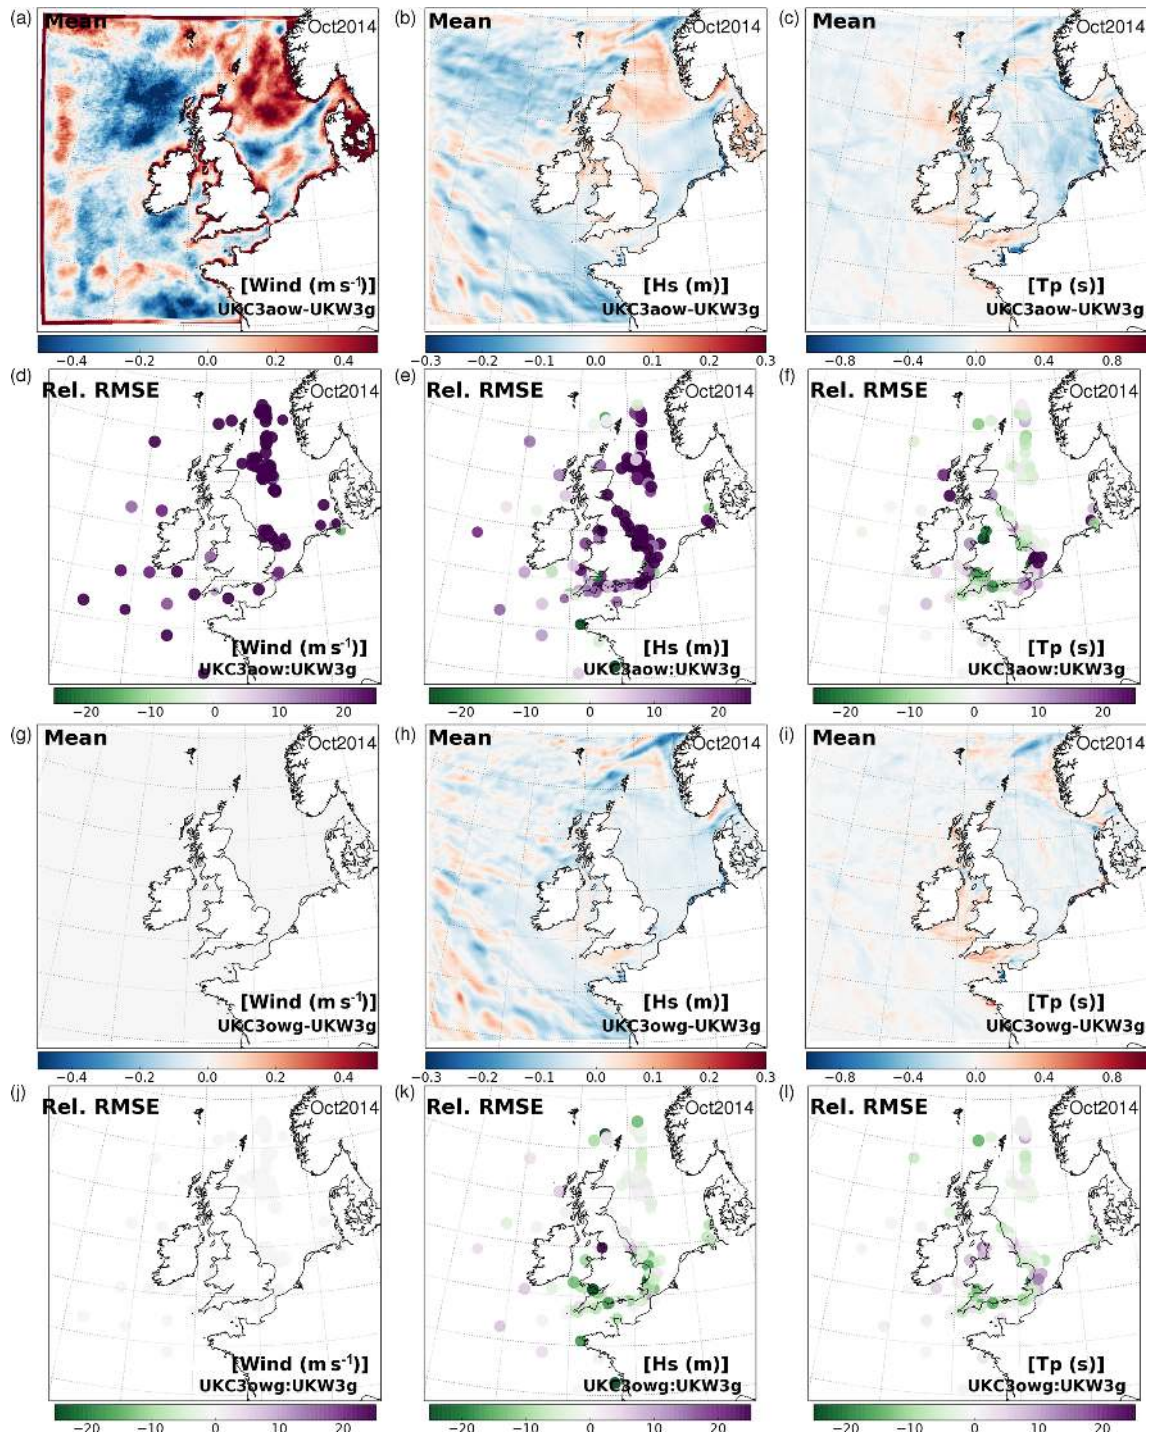 (a) Mean Oct2014
[Wind (m s-1)]
UKC3aow-UKW3g
−0.4 −0.2 0.0 0.2 0.4
(b) Oct2014
[Hs (m)]
UKC3aow-UKW3g
−0.3 −0.2 −0.1 0.0 0.1 0.2 0.3
(c) Oct2014
[Tp (s)]
UKC3aow-UKW3g
−0.8 −0.4 0.0 0.4 0.8
(d) Rel. RMSE Oct2014
[Wind (m s-1)]
UKC3aow:UKW3g
−20 −10 0 10 20
(e) Oct2014
[Hs (m)]
UKC3aow:UKW3g
−20 −10 0 10 20
(f) Oct2014
[Tp (s)]
UKC3aow:UKW3g
−20 −10 0 10 20
(g) Mean Oct2014
[Wind (m s-1)]
UKC3owg-UKW3g
−0.4 −0.2 0.0 0.2 0.4
(h) Mean Oct2014
[Hs (m)]
UKC3owg-UKW3g
−0.3 −0.2 −0.1 0.0 0.1 0.2 0.3
(i) Mean Oct2014
[Tp (s)]
UKC3owg-UKW3g
−0.8 −0.4 0.0 0.4 0.8
(j) Rel. RMSE Oct2014
[Wind (m s-1)]
UKC3owg:UKW3g
−20 −10 0 10 20
(k) Rel. RMSE Oct2014
[Hs (m)]
UKC3owg:UKW3g
−20 −10 0 10 20
(l) Rel. RMSE Oct2014
[Tp (s)]
UKC3owg:UKW3g
−20 −10 0 10 20